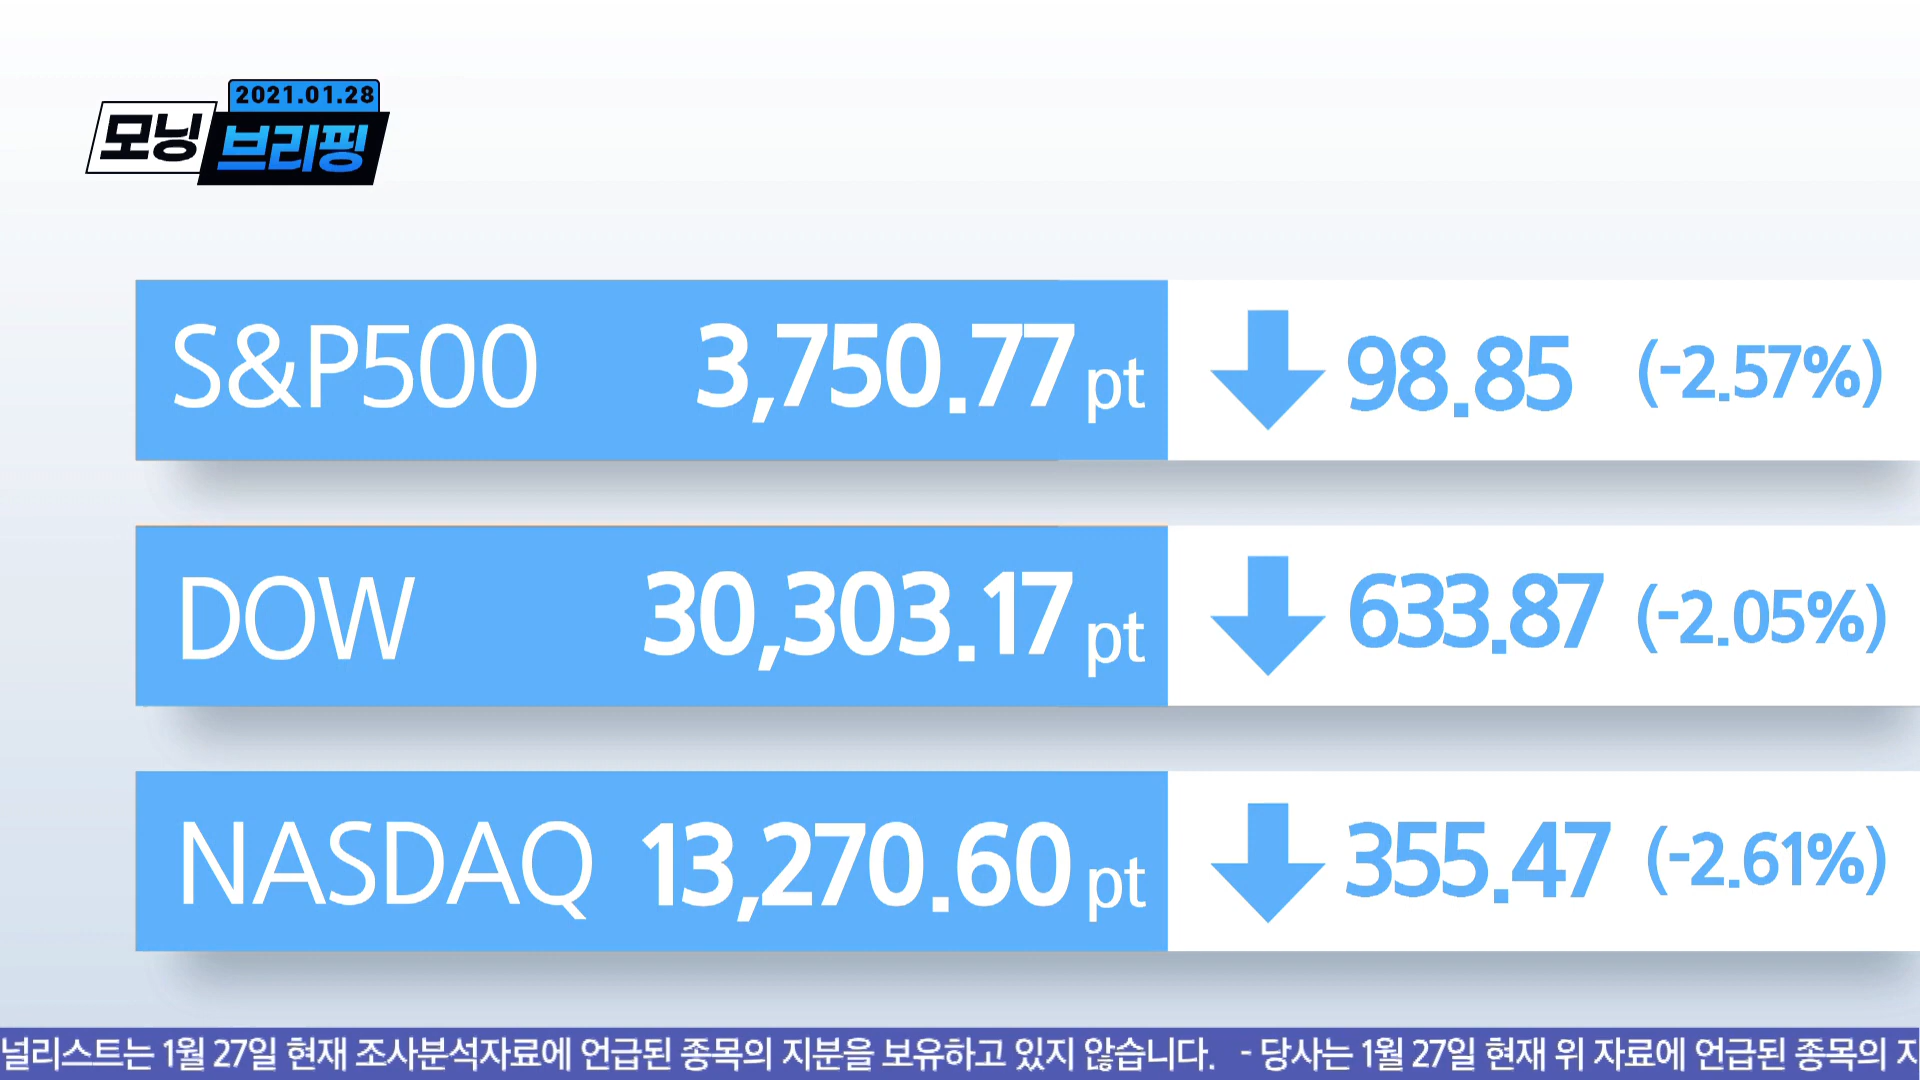 2021.01.28
모닝 브리핑
S&P500 3,750.77 pt 98.85 (-2.57%)
DOW 30,303.17 pt 633.87 (-2.05%)
NASDAQ 13,270.60 pt 355.47 (-2.61%)
널리스트는 1월 27일 현재 조사분석자료에 언급된 종목의 지분을 보유하고 있지 않습니다. - 당사는 1월 27일 현재 위 자료에 언급된 종목의 지